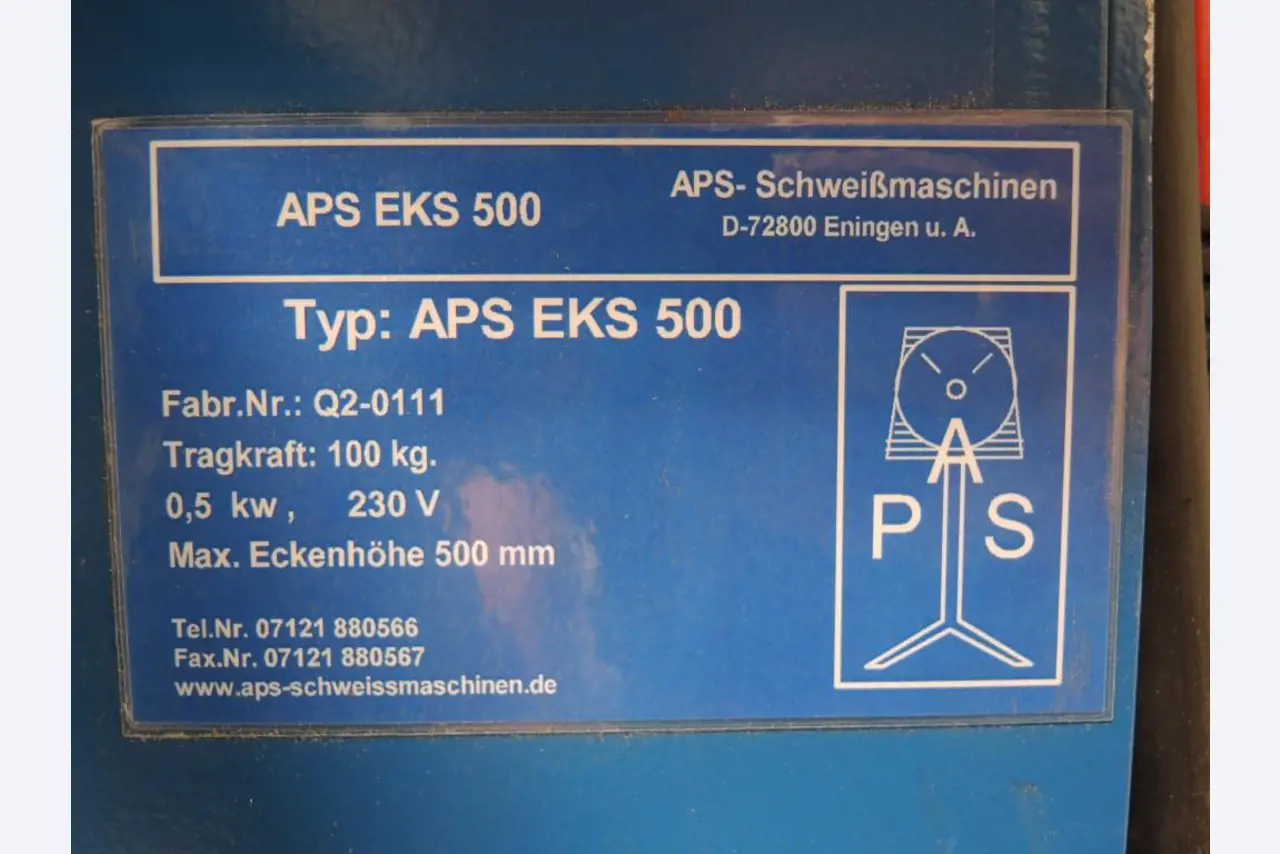 APS EKS 500
APS- Schweißmaschinen
D-72800 Eningen u. A.
Typ: APS EKS 500
Fabr.Nr.: Q2-0111
Tragkraft: 100 kg.
0,5 kw , 230 V
Max. Eckenhöhe 500 mm
Tel.Nr. 07121 880566
Fax.Nr. 07121 880567
www.aps-schweissmaschinen.de
A
P S